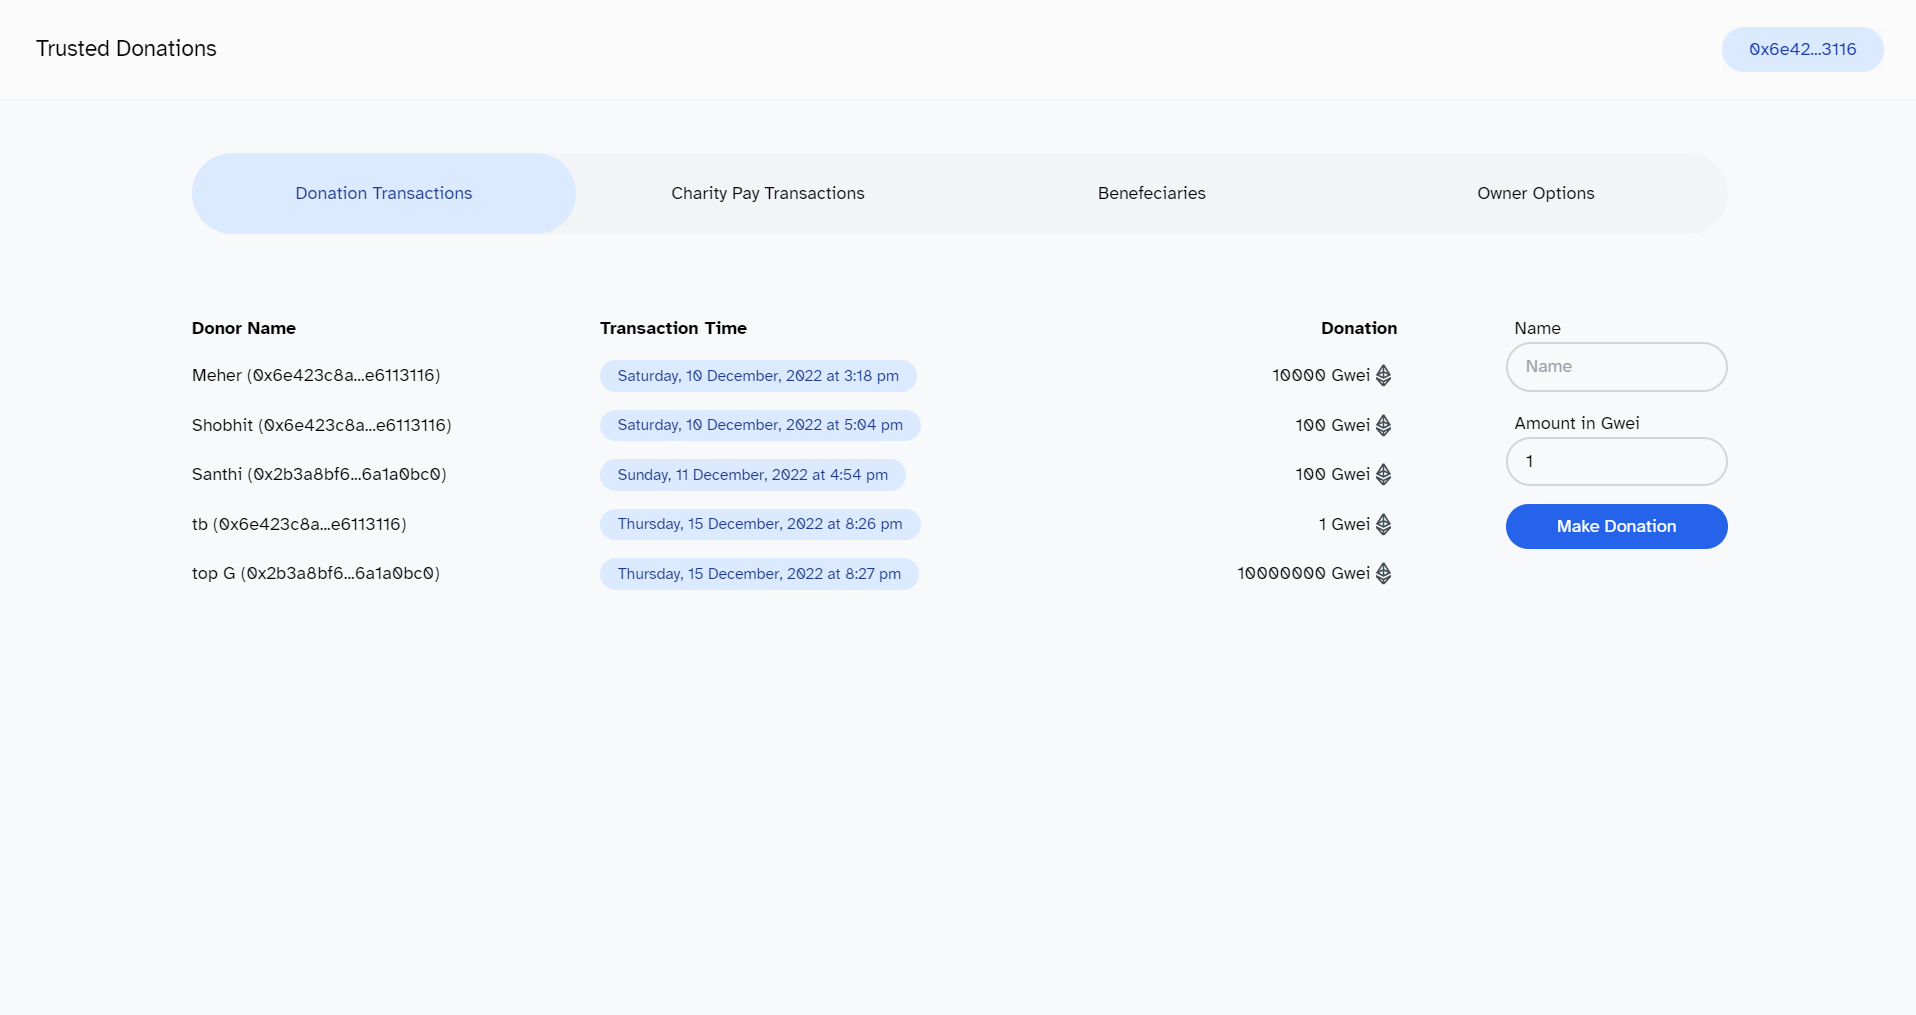 Trusted Donations
0x6e42...3116
Donation Transactions Charity Pay Transactions Benefeciaries Owner Options
Donor Name Transaction Time Donation
Meher (0x6e423c8a...e6113116) Saturday, 10 December, 2022 at 3:18 pm 10000 Gwei
Shobhit (0x6e423c8a...e6113116) Saturday, 10 December, 2022 at 5:04 pm 100 Gwei
Santhi (0x2b3a8bf6...6a1a0bc0) Sunday, 11 December, 2022 at 4:54 pm 100 Gwei
tb (0x6e423c8a...e6113116) Thursday, 15 December, 2022 at 8:26 pm 1 Gwei
top G (0x2b3a8bf6...6a1a0bc0) Thursday, 15 December, 2022 at 8:27 pm 10000000 Gwei
Name
Name
Amount in Gwei
1
Make Donation